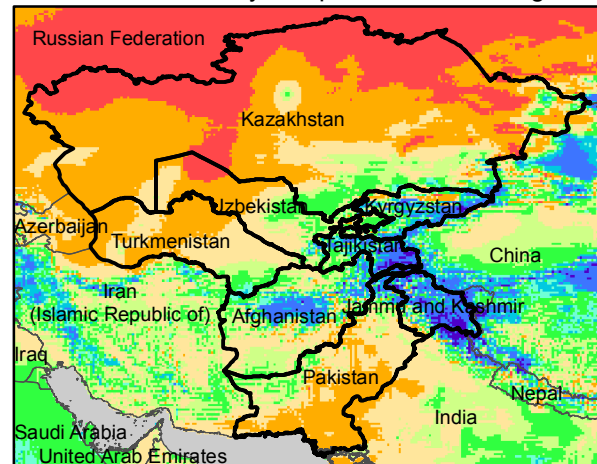 Russian Federation
Kazakhstan
Izbekistan
Kyrgyzstan
Azerbaijan
Turkmenistan
Tajikistan
China
Iran
(Islamic Republic of)
Afghanistan
Jammu and Kashmir
Iraq
Pakistan
Nepal
India
Saudi Arabia
United Arab Emirates